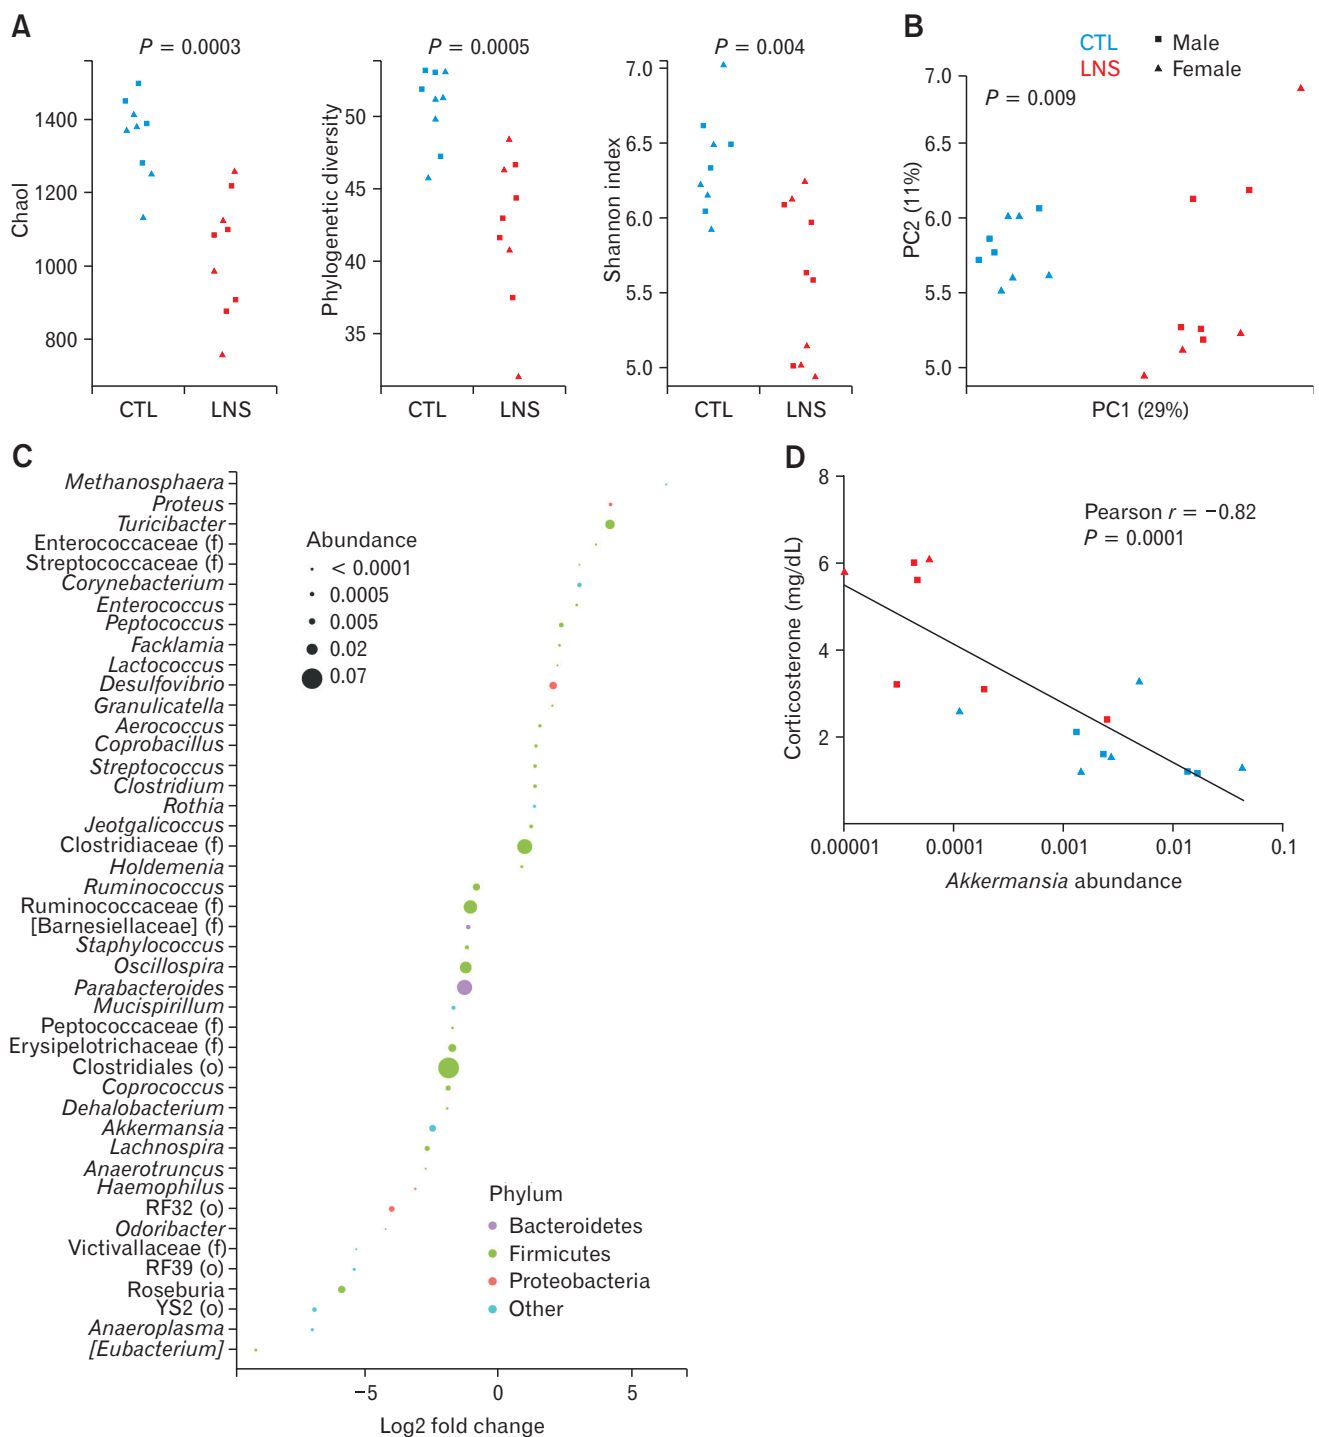 A
P = 0.0003
Chaol
1400
1200
1000
800
CTL
LNS
P = 0.0005
Phylogenetic diversity
50
45
40
35
CTL
LNS
P = 0.004
Shannon index
7.0
6.5
6.0
5.5
5.0
CTL
LNS
B
CTL
LNS
Male
Female
P = 0.009
PC2 (11%)
7.0
6.5
6.0
5.5
5.0
PC1 (29%)
C
Methanosphaera
Proteus
Turicibacter
Enterococcaceae (f)
Streptococcaceae (f)
Corynebacterium
Enterococcus
Peptococcus
Facklamia
Lactococcus
Desulfovibrio
Granulicatella
Aerococcus
Coprobacillus
Streptococcus
Clostridium
Rothia
Jeotgalicoccus
Clostridiaceae (f)
Holdemenia
Ruminococcus
Ruminococcaceae (f)
[Barnesiellaceae] (f)
Staphylococcus
Oscillospira
Parabacteroides
Mucispirillum
Peptococcaceae (f)
Erysipelotrichaceae (f)
Clostridiales (o)
Coprococcus
Dehalobacterium
Akkermansia
Lachnospira
Anaerotruncus
Haemophilus
RF32 (o)
Odoribacter
Victivallaceae (f)
RF39 (o)
Roseburia
YS2 (o)
Anaeroplasma
[Eubacterium]
Abundance
< 0.0001
0.0005
0.005
0.02
0.07
Phylum
Bacteroidetes
Firmicutes
Proteobacteria
Other
−5
0
5
Log2 fold change
D
Pearson r = −0.82
P = 0.0001
Corticosterone (mg/dL)
8
6
4
2
0.00001
0.0001
0.001
0.01
0.1
Akkermansia abundance